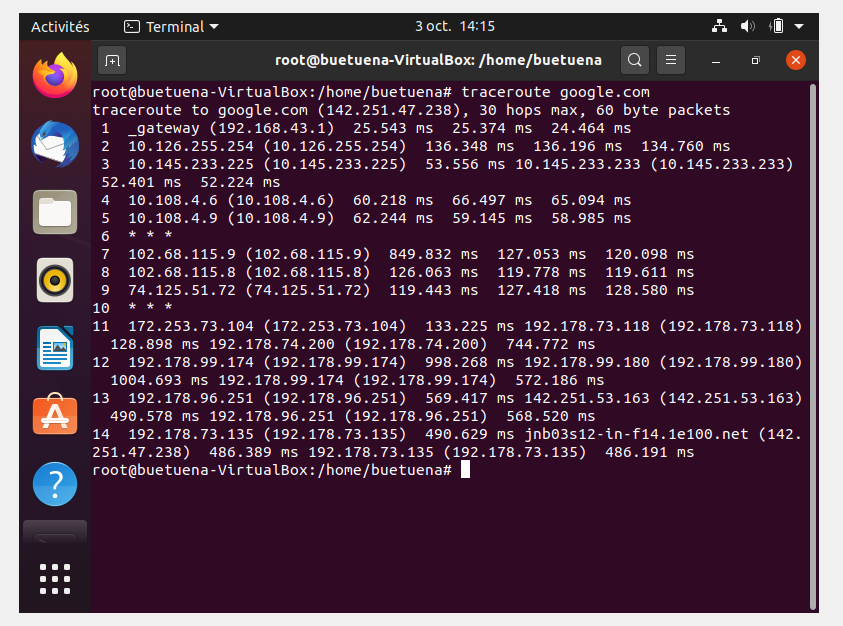 Activités
Terminal
3 oct. 14:15
root@buetuena-VirtualBox: /home/buetuena
root@buetuena-VirtualBox:/home/buetuena# traceroute google.com
traceroute to google.com (142.251.47.238), 30 hops max, 60 byte packets
 1  _gateway (192.168.43.1)  25.543 ms  25.374 ms  24.464 ms
 2  10.126.255.254 (10.126.255.254)  136.348 ms  136.196 ms  134.760 ms
 3  10.145.233.225 (10.145.233.225)  53.556 ms 10.145.233.233 (10.145.233.233)
 52.401 ms  52.224 ms
 4  10.108.4.6 (10.108.4.6)  60.218 ms  66.497 ms  65.094 ms
 5  10.108.4.9 (10.108.4.9)  62.244 ms  59.145 ms  58.985 ms
 6  * * *
 7  102.68.115.9 (102.68.115.9)  849.832 ms  127.053 ms  120.098 ms
 8  102.68.115.8 (102.68.115.8)  126.063 ms  119.778 ms  119.611 ms
 9  74.125.51.72 (74.125.51.72)  119.443 ms  127.418 ms  128.580 ms
10  * * *
11  172.253.73.104 (172.253.73.104)  133.225 ms 192.178.73.118 (192.178.73.118)
  128.898 ms 192.178.74.200 (192.178.74.200)  744.772 ms
12  192.178.99.174 (192.178.99.174)  998.268 ms 192.178.99.180 (192.178.99.180)
  1004.693 ms 192.178.99.174 (192.178.99.174)  572.186 ms
13  192.178.96.251 (192.178.96.251)  569.417 ms 142.251.53.163 (142.251.53.163)
  490.578 ms 192.178.96.251 (192.178.96.251)  568.520 ms
14  192.178.73.135 (192.178.73.135)  490.629 ms jnb03s12-in-f14.1e100.net (142.
251.47.238)  486.389 ms 192.178.73.135 (192.178.73.135)  486.191 ms
root@buetuena-VirtualBox:/home/buetuena#